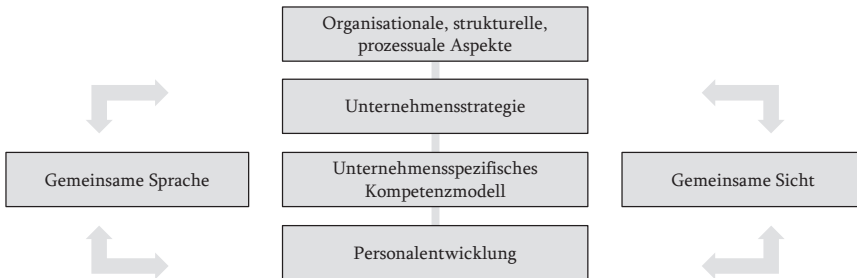 Organisationale, strukturelle,
prozessuale Aspekte
Unternehmensstrategie
Gemeinsame Sprache
Unternehmensspezifisches
Kompetenzmodell
Gemeinsame Sicht
Personalentwicklung